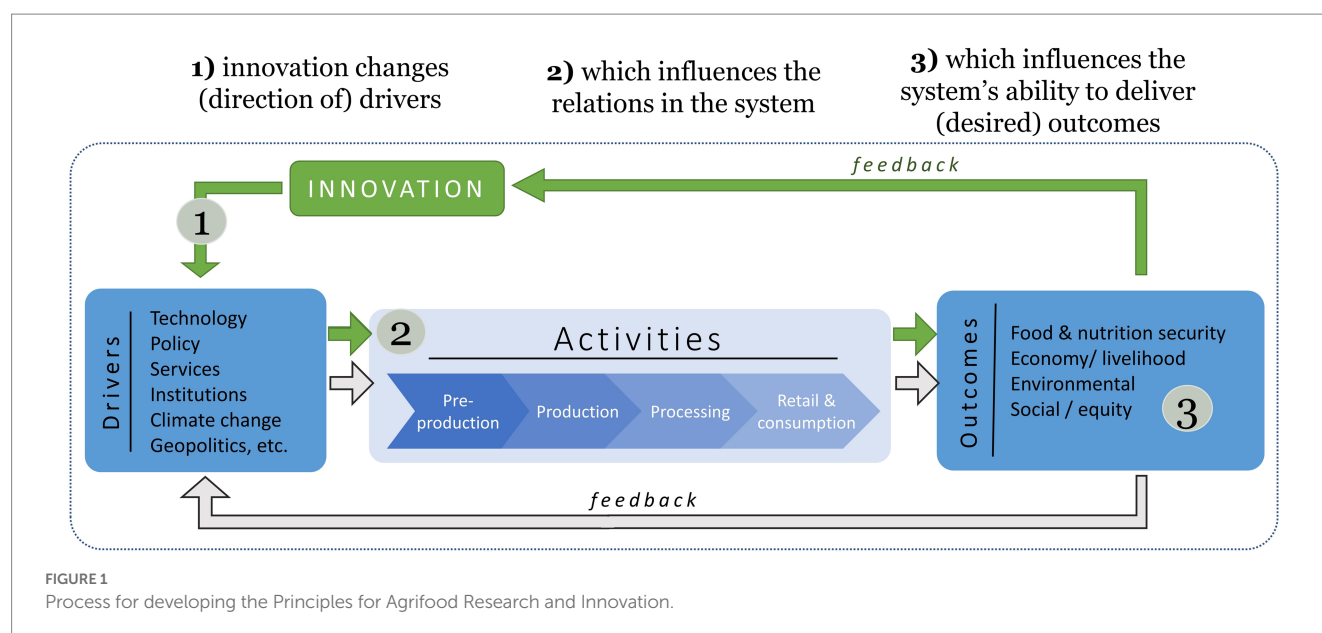 1) innovation changes
(direction of) drivers
2) which influences the
relations in the system
3) which influences the
system's ability to deliver
(desired) outcomes
feedback
INNOVATION
1
Drivers
Technology
Policy
Services
Institutions
Climate change
Geopolitics, etc.
2
Activities
Pre-
production
Production
Processing
Retail &
consumption
Outcomes
Food & nutrition security
Economy/ livelihood
Environmental
Social / equity
3
feedback
FIGURE 1
Process for developing the Principles for Agrifood Research and Innovation.